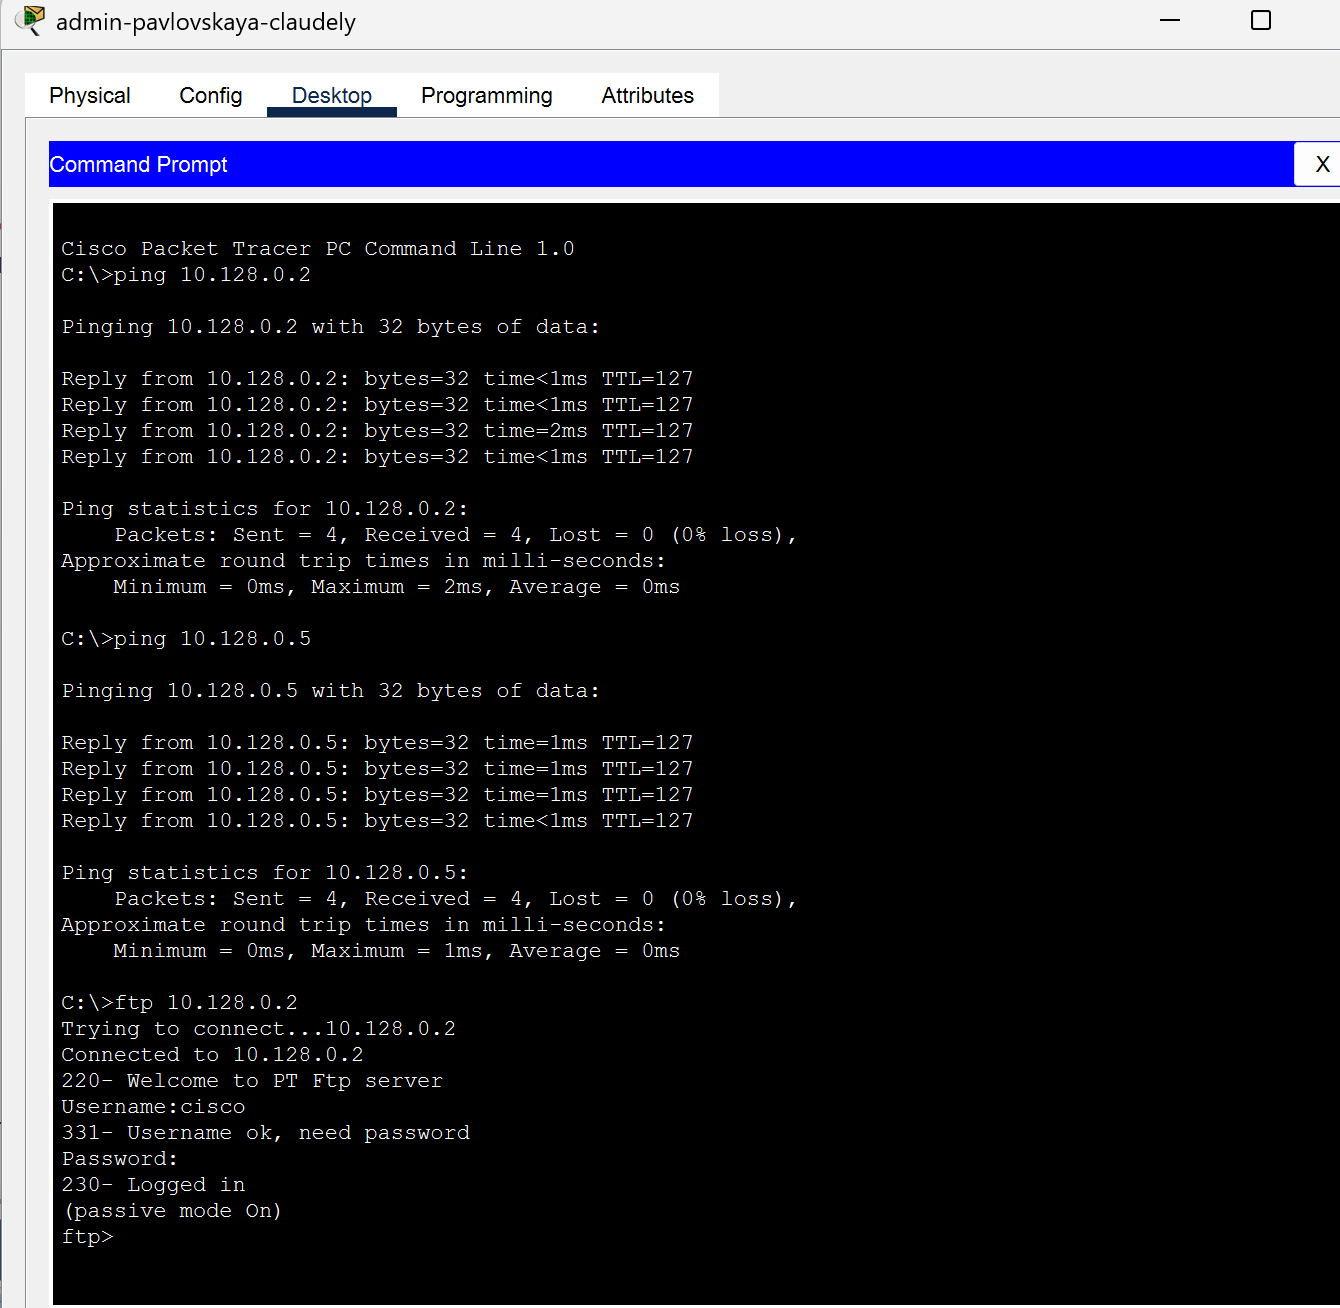 admin-pavlovskaya-claudely
Physical Config Desktop Programming Attributes
Command Prompt
X
Cisco Packet Tracer PC Command Line 1.0
C:\>ping 10.128.0.2
Pinging 10.128.0.2 with 32 bytes of data:
Reply from 10.128.0.2: bytes=32 time<1ms TTL=127
Reply from 10.128.0.2: bytes=32 time<1ms TTL=127
Reply from 10.128.0.2: bytes=32 time=2ms TTL=127
Reply from 10.128.0.2: bytes=32 time<1ms TTL=127
Ping statistics for 10.128.0.2:
Packets: Sent = 4, Received = 4, Lost = 0 (0% loss),
Approximate round trip times in milli-seconds:
Minimum = 0ms, Maximum = 2ms, Average = 0ms
C:\>ping 10.128.0.5
Pinging 10.128.0.5 with 32 bytes of data:
Reply from 10.128.0.5: bytes=32 time=1ms TTL=127
Reply from 10.128.0.5: bytes=32 time=1ms TTL=127
Reply from 10.128.0.5: bytes=32 time=1ms TTL=127
Reply from 10.128.0.5: bytes=32 time<1ms TTL=127
Ping statistics for 10.128.0.5:
Packets: Sent = 4, Received = 4, Lost = 0 (0% loss),
Approximate round trip times in milli-seconds:
Minimum = 0ms, Maximum = 1ms, Average = 0ms
C:\>ftp 10.128.0.2
Trying to connect...10.128.0.2
Connected to 10.128.0.2
220- Welcome to PT Ftp server
Username:cisco
331- Username ok, need password
Password:
230- Logged in
(passive mode On)
ftp>